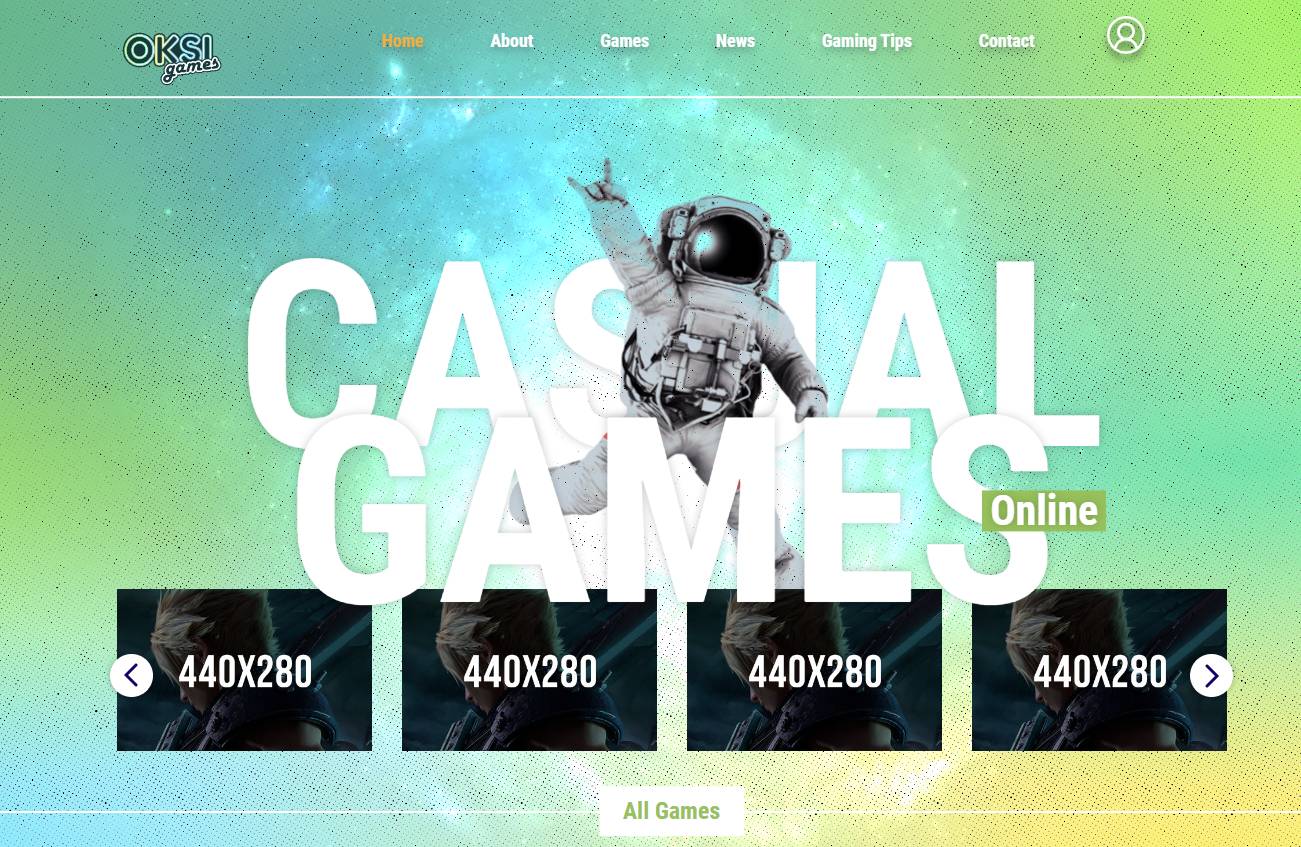 OKSI
games
Home About Games News Gaming Tips Contact
CASUAL
GAMES
Online
440X280 440X280 440X280 440X280
All Games